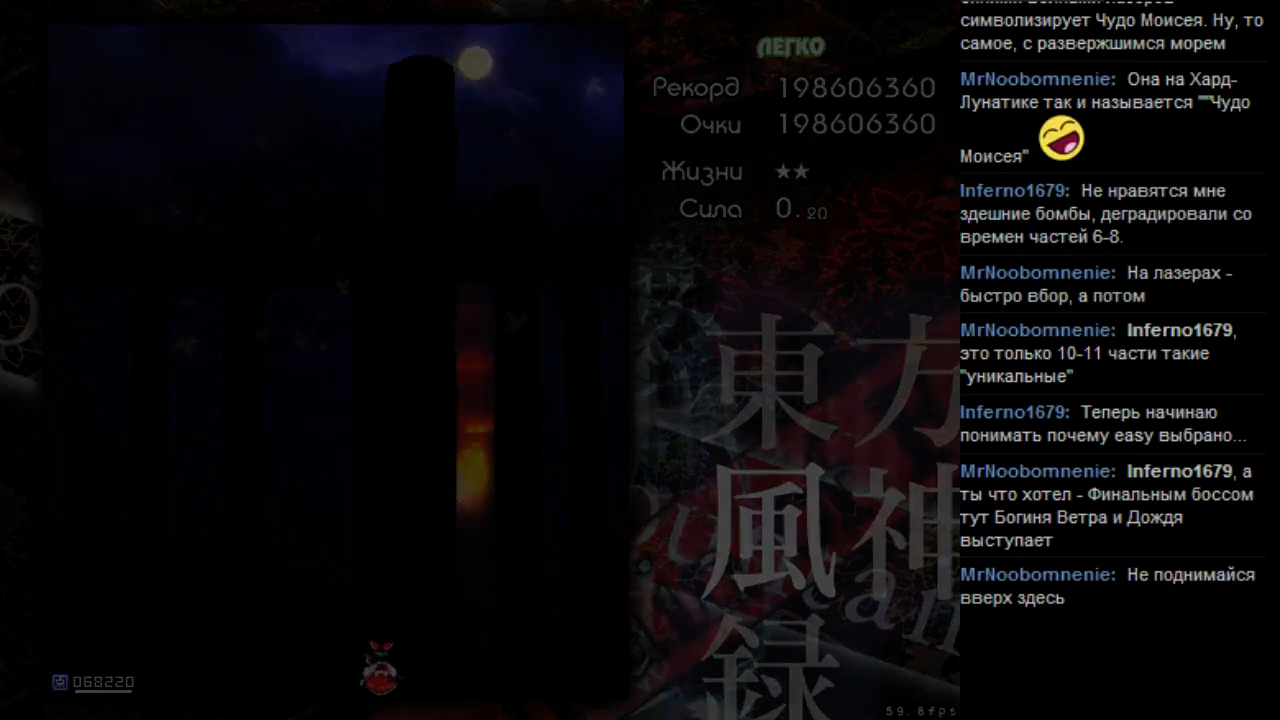 ЛЕГКО
Рекорд 198606360
Очки 198606360
Жизни ★★
Сила 0.20
東方
風神
録
068220
59.8fps
символизирует Чудо Моисея. Ну, то
самое, с развержшимся морем
MrNoobomnenie: Она на Хард-
Лунатике так и называется ""Чудо
Моисея"
Inferno1679: Не нравятся мне
здешние бомбы, деградировали со
времен частей 6-8.
MrNoobomnenie: На лазерах -
быстро вбор, а потом
MrNoobomnenie: Inferno1679,
это только 10-11 части такие
"уникальные"
Inferno1679: Теперь начинаю
понимать почему easy выбрано...
MrNoobomnenie: Inferno1679, а
ты что хотел - Финальным боссом
тут Богиня Ветра и Дождя
выступает
MrNoobomnenie: Не поднимайся
вверх здесь